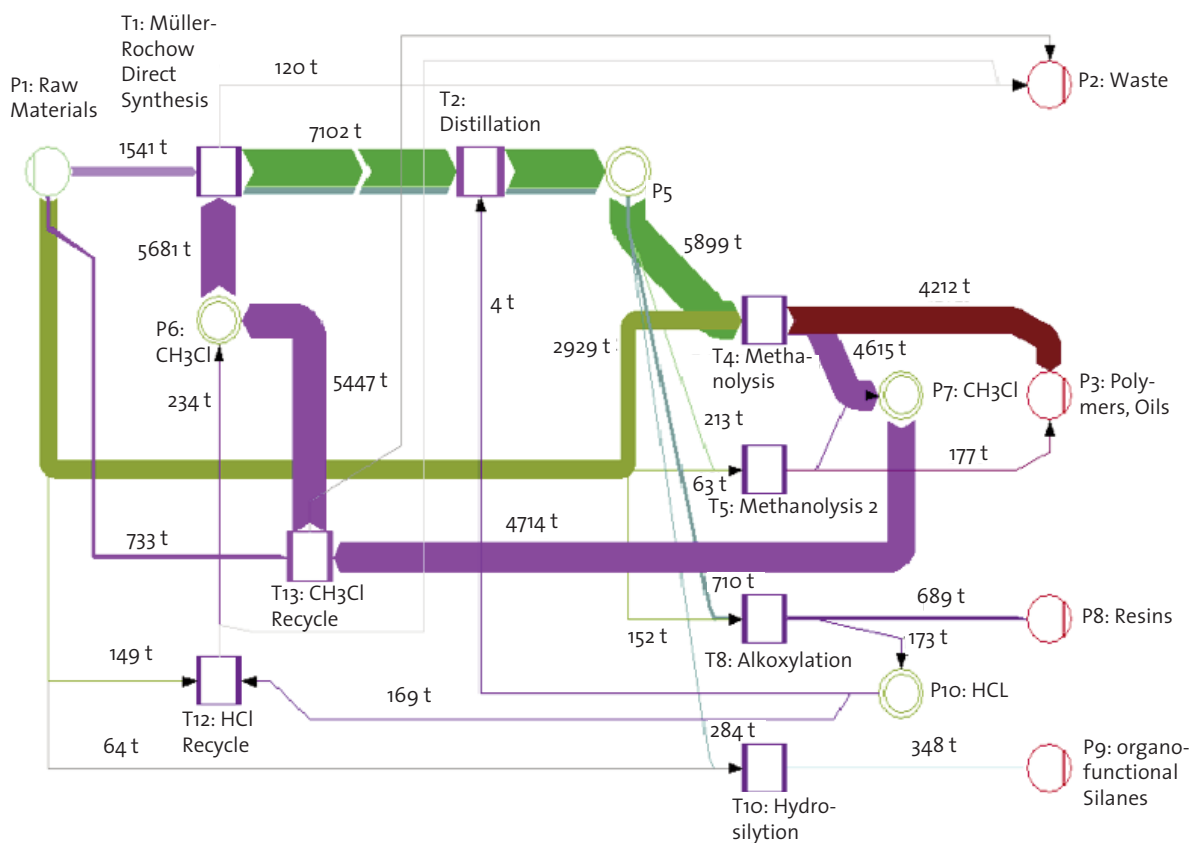 T1: Müller-
Rochow
Direct
Synthesis
P1: Raw
Materials
120 t
P2: Waste
T2:
Distillation
1541 t
7102 t
P5
5681 t
5899 t
4 t
4212 t
P6:
CH3Cl
2929 t
T4: Metha-
nolysis
4615 t
P7: CH3Cl
P3: Poly-
mers, Oils
5447 t
234 t
213 t
177 t
63 t
T5: Methanolysis 2
4714 t
733 t
T13: CH3Cl
Recycle
710 t
689 t
P8: Resins
152 t
173 t
T8: Alkoxylation
149 t
P10: HCL
169 t
T12: HCl
Recycle
64 t
284 t
348 t
P9: organo-
functional
Silanes
T10: Hydro-
silytion